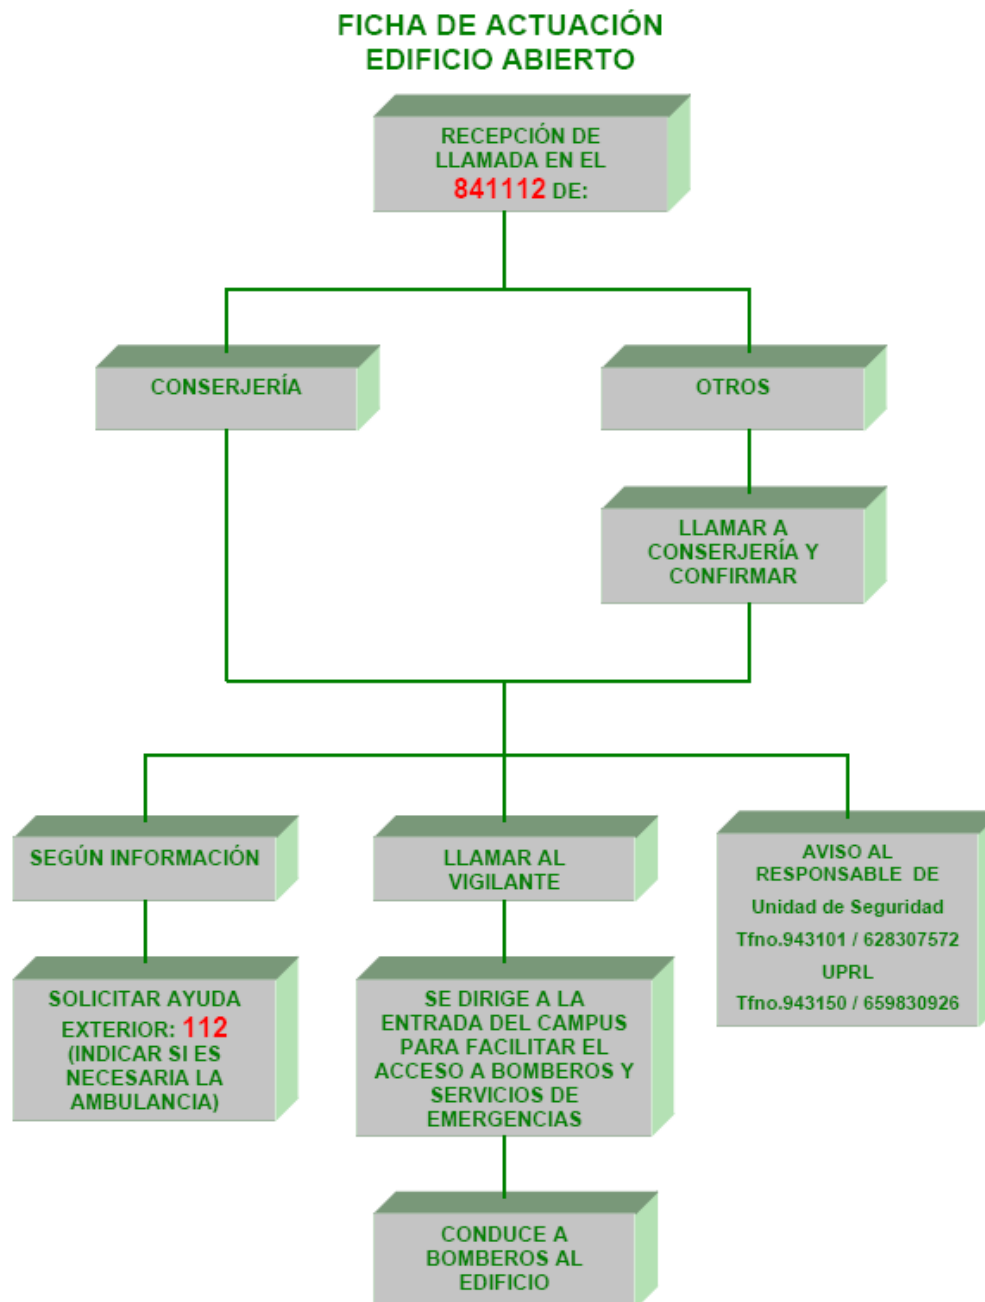 FICHA DE ACTUACIÓN
EDIFICIO ABIERTO
RECEPCIÓN DE
LLAMADA EN EL
841112 DE:
CONSERJERÍA
OTROS
LLAMAR A
CONSERJERÍA Y
CONFIRMAR
SEGÚN INFORMACIÓN
LLAMAR AL
VIGILANTE
AVISO AL
RESPONSABLE DE
Unidad de Seguridad
Tfno.943101 / 628307572
UPRL
Tfno.943150 / 659830926
SOLICITAR AYUDA
EXTERIOR: 112
(INDICAR SI ES
NECESARIA LA
AMBULANCIA)
SE DIRIGE A LA
ENTRADA DEL CAMPUS
PARA FACILITAR EL
ACCESO A BOMBEROS Y
SERVICIOS DE
EMERGENCIAS
CONDUCE A
BOMBEROS AL
EDIFICIO